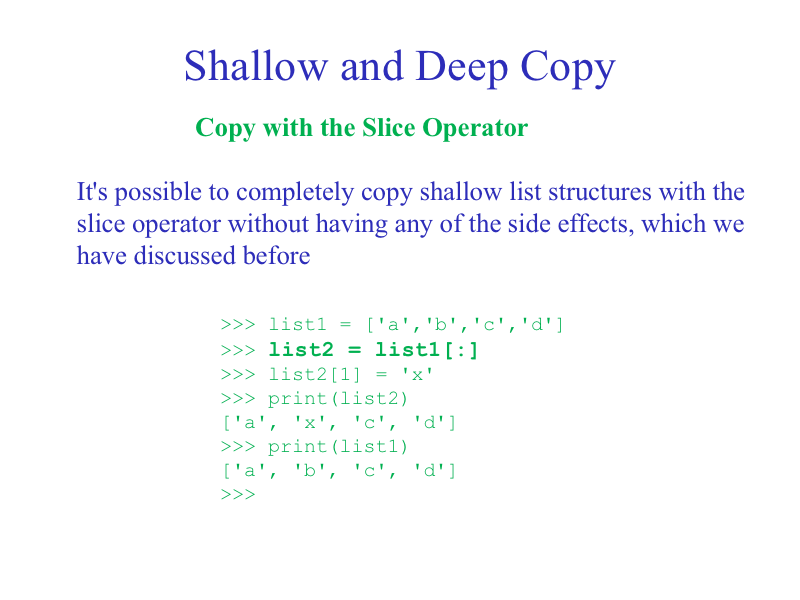 Shallow and Deep Copy
Copy with the Slice Operator
It's possible to completely copy shallow list structures with the
slice operator without having any of the side effects, which we
have discussed before
>>> list1 = ['a','b','c','d']
>>> list2 = list1[:]
>>> list2[1] = 'x'
>>> print(list2)
['a', 'x', 'c', 'd']
>>> print(list1)
['a', 'b', 'c', 'd']
>>>